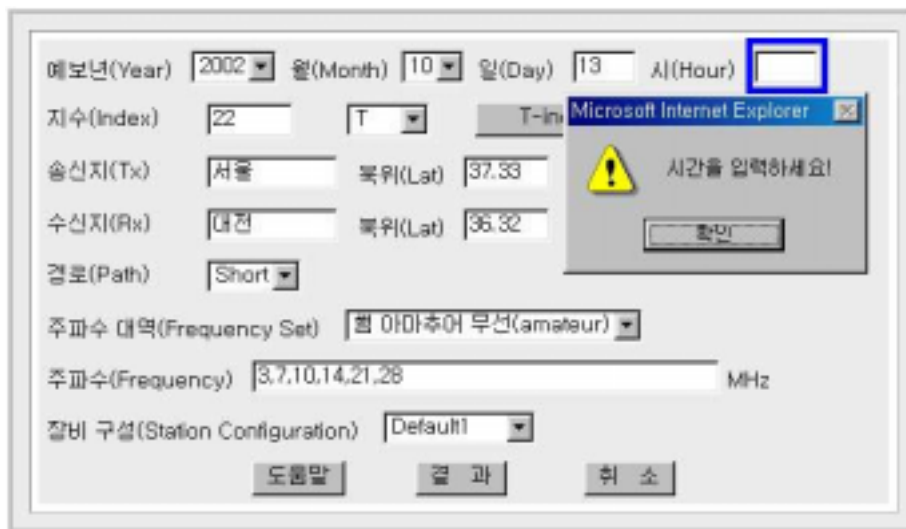 예보년(Year) 2002 월(Month) 10 일(Day) 13 시(Hour)
지수(Index) 22 T T-in
Microsoft Internet Explorer
시간을 입력하세요!
확인
송신지(Tx) 서울 북위(Lat) 37.33
수신지(Rx) 대전 북위(Lat) 36.32
경로(Path) Short
주파수 대역(Frequency Set) 햄 아마추어 무선(amateur)
주파수(Frequency) 3,7,10,14,21,28 MHz
장비 구성(Station Configuration) Default1
도움말 결 과 취 소